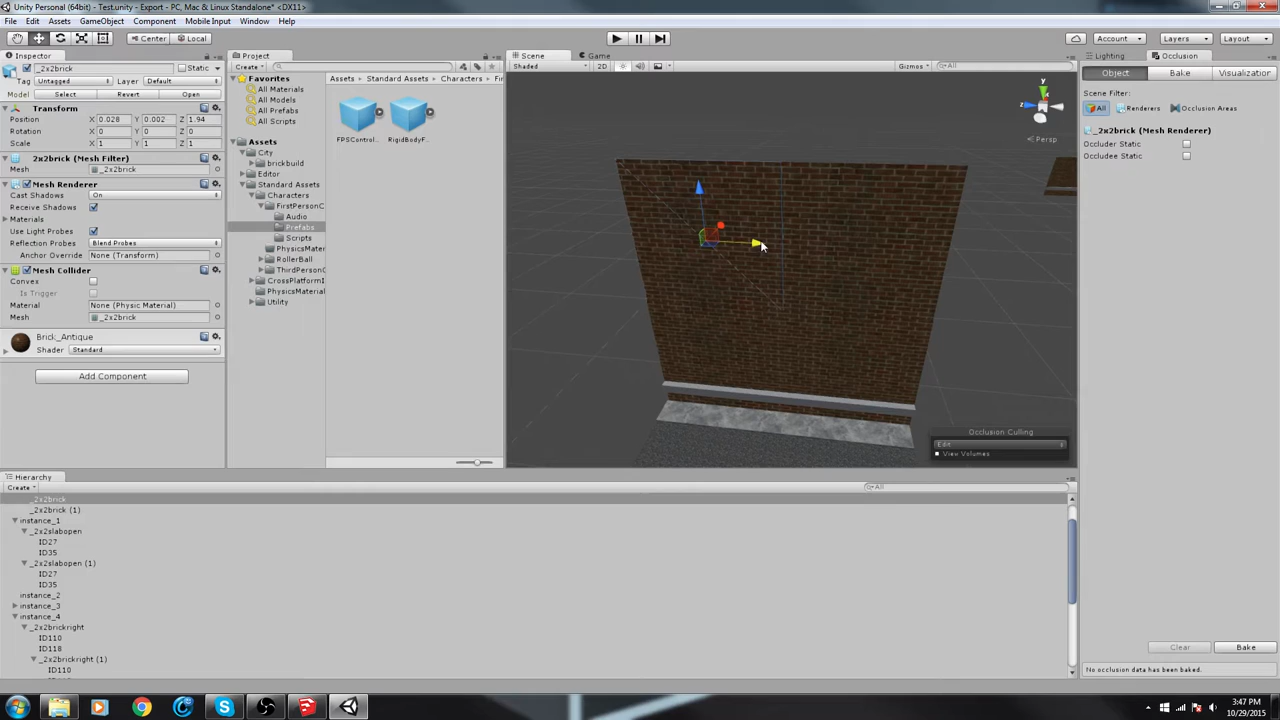 Unity Personal (64bit) - Test.unity - Export - PC, Mac & Linux Standalone* <DX11>
File Edit Assets GameObject Component Mobile Input Window Help
Center Local Account Layers Layout
Inspector
_2x2brick Static
Tag Untagged Layer Default
Model Select Revert Open
Transform
Position X 0.028 Y 0.002 Z 1.94
Rotation X 0 Y 0 Z 0
Scale X 1 Y 1 Z 1
2x2brick (Mesh Filter)
Mesh _2x2brick
Mesh Renderer
Cast Shadows On
Receive Shadows
Materials
Use Light Probes
Reflection Probes Blend Probes
Anchor Override None (Transform)
Mesh Collider
Convex
Is Trigger
Material None (Physic Material)
Mesh _2x2brick
Brick_Antique
Shader Standard
Add Component
Project
Create
Favorites
All Materials
All Models
All Prefabs
All Scripts
Assets
City
brickbuild
Editor
Standard Assets
Characters
FirstPersonC
Audio
Prefabs
Scripts
PhysicsMater
RollerBall
ThirdPersonC
CrossPlatformI
PhysicsMaterial
Utility
Assets Standard Assets Characters Fir
FPSControl... RigidBodyF...
Scene Game
Shaded 2D Gizmos All
y
z
Persp
Occlusion Culling
Edit
View Volumes
Lighting Occlusion
Object Bake Visualization
Scene Filter:
All Renderers Occlusion Areas
_2x2brick (Mesh Renderer)
Occluder Static
Occludee Static
Clear Bake
No occlusion data has been baked.
Hierarchy
Create All
_2x2brick
_2x2brick (1)
instance_1
_2x2slabopen
ID27
ID35
_2x2slabopen (1)
ID27
ID35
instance_2
instance_3
instance_4
_2x2brickright
ID110
ID118
_2x2brickright (1)
ID110
3:47 PM
10/29/2015